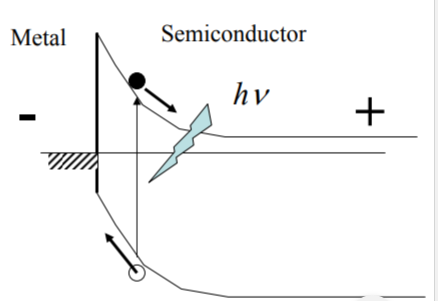 Metal
Semiconductor
hν
- +